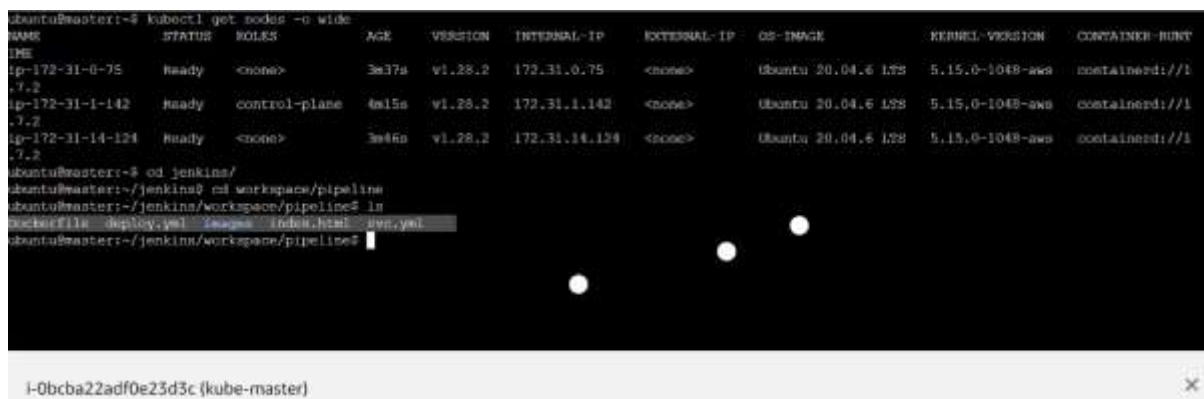 ubuntu@master:~$ kubectl get nodes -o wide
NAME STATUS ROLES AGE VERSION INTERNAL-IP EXTERNAL-IP OS-IMAGE KERNEL-VERSION CONTAINER-RUNT
IME
ip-172-31-0-75 Ready <none> 3m37s v1.28.2 172.31.0.75 <none> Ubuntu 20.04.6 LTS 5.15.0-1048-aws containerd://1
.7.2
ip-172-31-1-142 Ready control-plane 4m15s v1.28.2 172.31.1.142 <none> Ubuntu 20.04.6 LTS 5.15.0-1048-aws containerd://1
.7.2
ip-172-31-14-124 Ready <none> 3m46s v1.28.2 172.31.14.124 <none> Ubuntu 20.04.6 LTS 5.15.0-1048-aws containerd://1
.7.2
ubuntu@master:~$ cd jenkins/
ubuntu@master:~/jenkins$ cd workspace/pipeline
ubuntu@master:~/jenkins/workspace/pipeline$ ls
Dockerfile deploy.yml images index.html svc.yml
ubuntu@master:~/jenkins/workspace/pipeline$
i-0bcba22adf0e23d3c (kube-master)